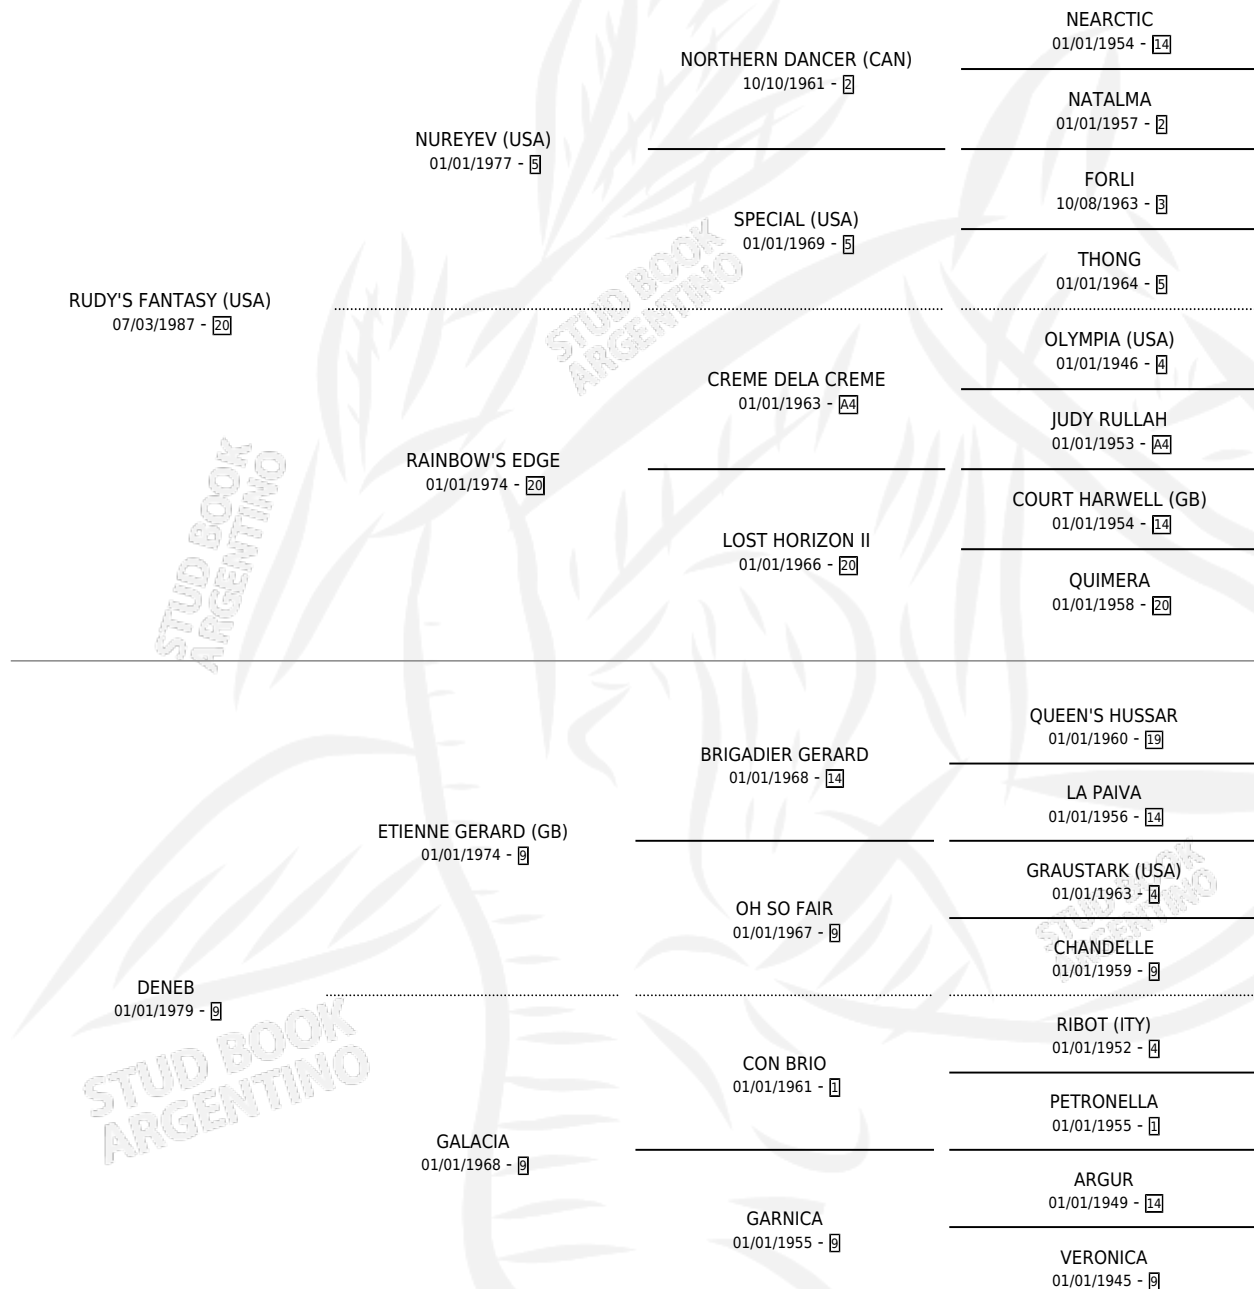 NEARCTIC
01/01/1954 - 14
NORTHERN DANCER (CAN)
10/10/1961 - 2
NATALMA
01/01/1957 - 2
NUREYEV (USA)
01/01/1977 - 5
FORLI
10/08/1963 - 3
SPECIAL (USA)
01/01/1969 - 5
THONG
01/01/1964 - 5
RUDY'S FANTASY (USA)
07/03/1987 - 20
OLYMPIA (USA)
01/01/1946 - 4
CREME DELA CREME
01/01/1963 - A4
JUDY RULLAH
01/01/1953 - A4
RAINBOW'S EDGE
01/01/1974 - 20
COURT HARWELL (GB)
01/01/1954 - 14
LOST HORIZON II
01/01/1966 - 20
QUIMERA
01/01/1958 - 20
STUD BOOK
ARGENTINO
STUD BOOK
ARGENTINO
QUEEN'S HUSSAR
01/01/1960 - 19
BRIGADIER GERARD
01/01/1968 - 14
LA PAIVA
01/01/1956 - 14
ETIENNE GERARD (GB)
01/01/1974 - 9
GRAUSTARK (USA)
01/01/1963 - 4
OH SO FAIR
01/01/1967 - 9
CHANDELLE
01/01/1959 - 9
STUD BOOK
ARGENTINO
DENEB
01/01/1979 - 9
RIBOT (ITY)
01/01/1952 - 4
CON BRIO
01/01/1961 - 1
PETRONELLA
01/01/1955 - 1
GALACIA
01/01/1968 - 9
ARGUR
01/01/1949 - 14
GARNICA
01/01/1955 - 9
VERONICA
01/01/1945 - 9
STUD BOOK
ARGENTINO